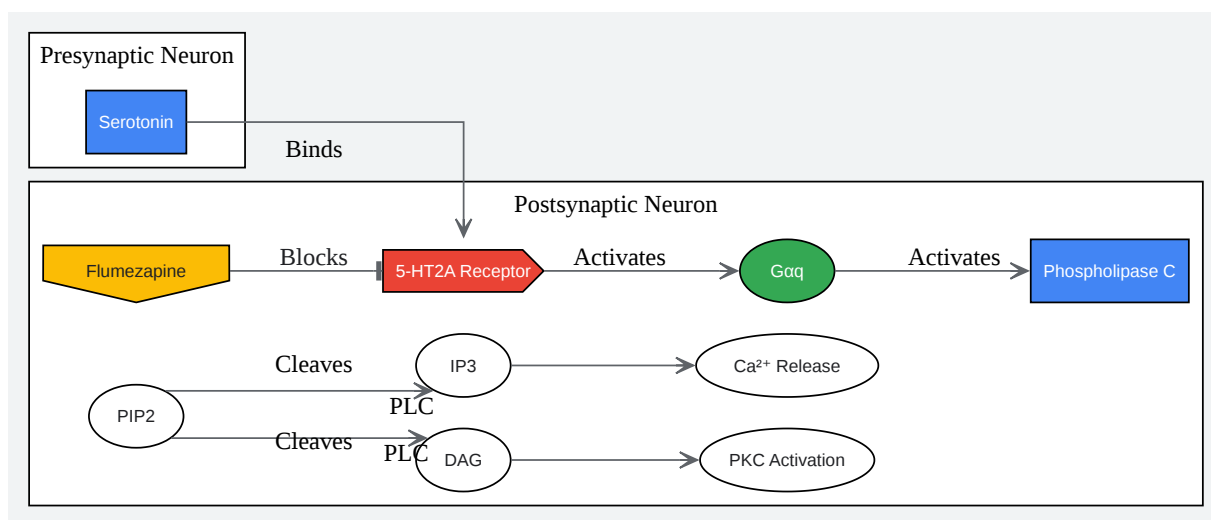 Presynaptic Neuron
Serotonin
Binds
Postsynaptic Neuron
Flumezapine
Blocks
5-HT2A Receptor
Activates
Gαq
Activates
Phospholipase C
Cleaves
IP3
Ca²⁺ Release
PLC
PIP2
Cleaves
PLC
DAG
PKC Activation